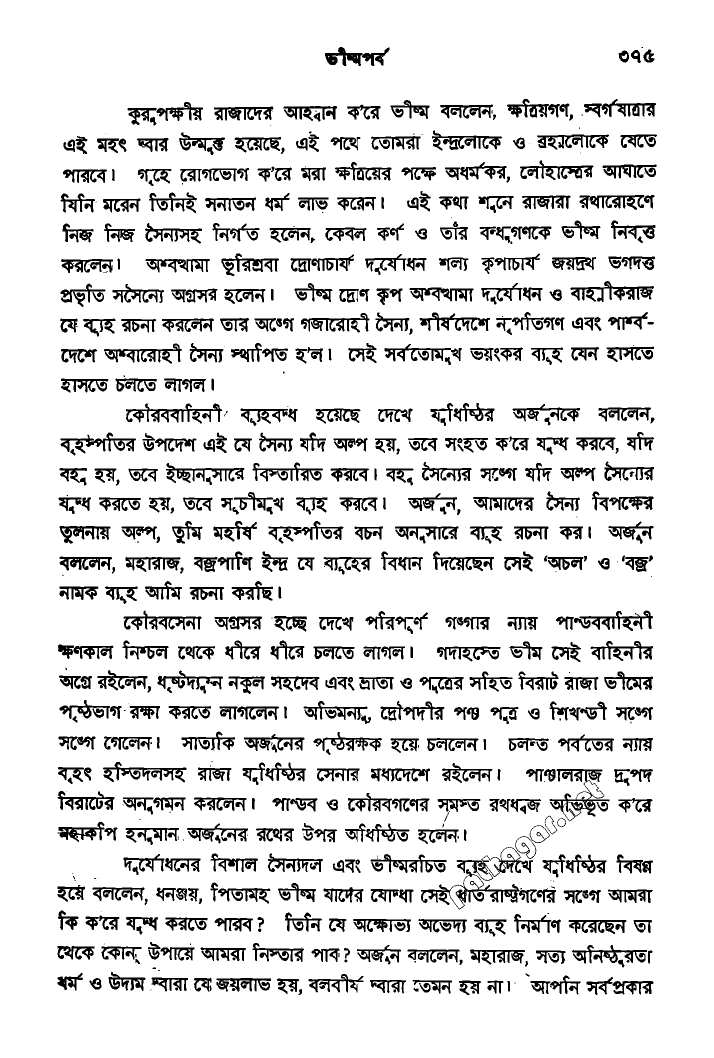 ভীষ্মপর্ব ৩৭৫
কুরুপক্ষীয় রাজাদের আহ্বান ক'রে ভীষ্ম বললেন, ক্ষত্রিয়গণ, স্বর্গযাত্রার
এই মহৎ দ্বার উন্মুক্ত হয়েছে, এই পথে তোমরা ইন্দ্রলোকে ও ব্রহ্মলোকে যেতে
পারবে। গৃহে রোগভোগ ক'রে মরা ক্ষত্রিয়ের পক্ষে অধর্মকর, লৌহাস্ত্রের আঘাতে
যিনি মরেন তিনিই সনাতন ধর্ম লাভ করেন। এই কথা শুনে রাজারা রথারোহণে
নিজ নিজ সৈন্যসহ নির্গত হলেন, কেবল কর্ণ ও তাঁর বন্ধুগণকে ভীষ্ম নিবৃত্ত
করলেন। অশ্বত্থামা ভূরিশ্রবা দ্রোণাচার্য দুর্যোধন শল্য কৃপাচার্য জয়দ্রথ ভগদত্ত
প্রভৃতি সসৈন্যে অগ্রসর হলেন। ভীষ্ম দ্রোণ কৃপ অশ্বত্থামা দুর্যোধন ও বাহ্লীকরাজ
যে ব্যূহ রচনা করলেন তার অঙ্গে গজারোহী সৈন্য, শীর্ষদেশে নৃপতিগণ এবং পার্শ্ব-
দেশে অশ্বারোহী সৈন্য স্থাপিত হ'ল। সেই সর্বতোমুখ ভয়ংকর ব্যূহ যেন হাসতে
হাসতে চলতে লাগল।
কৌরববাহিনী ব্যূহবদ্ধ হয়েছে দেখে যুধিষ্ঠির অর্জুনকে বললেন,
বৃহস্পতির উপদেশ এই যে সৈন্য যদি অল্প হয়, তবে সংহত ক'রে যুদ্ধ করবে, যদি
বহু হয়, তবে ইচ্ছানুসারে বিস্তারিত করবে। বহু সৈন্যের সঙ্গে যদি অল্প সৈন্যের
যুদ্ধ করতে হয়, তবে সূচীমুখ ব্যূহ করবে। অর্জুন, আমাদের সৈন্য বিপক্ষের
তুলনায় অল্প, তুমি মহর্ষি বৃহস্পতির বচন অনুসারে ব্যূহ রচনা কর। অর্জুন
বললেন, মহারাজ, বজ্রপাণি ইন্দ্র যে ব্যূহের বিধান দিয়েছেন সেই ‘অচল’ ও ‘বজ্র’
নামক ব্যূহ আমি রচনা করছি।
কৌরবসেনা অগ্রসর হচ্ছে দেখে পরিপূর্ণ গঙ্গার ন্যায় পাণ্ডববাহিনী
ক্ষণকাল নিশ্চল থেকে ধীরে ধীরে চলতে লাগল। গদাহস্তে ভীম সেই বাহিনীর
অগ্রে রইলেন, ধৃষ্টদ্যুম্ন নকুল সহদেব এবং ভ্রাতা ও পুত্রের সহিত বিরাট রাজা ভীমের
পৃষ্ঠভাগ রক্ষা করতে লাগলেন। অভিমন্যু, দ্রৌপদীর পঞ্চ পুত্র ও শিখণ্ডী সঙ্গে
সঙ্গে গেলেন। সাত্যকি অর্জুনের পৃষ্ঠরক্ষক হয়ে চললেন। চলন্ত পর্বতের ন্যায়
বৃহৎ হস্তিদলসহ রাজা যুধিষ্ঠির সেনার মধ্যদেশে রইলেন। পাঞ্চালরাজ দ্রুপদ
বিরাটের অনুগমন করলেন। পাণ্ডব ও কৌরবগণের সমস্ত রথধ্বজ অভিভূত ক'রে
মহাকপি হনুমান অর্জুনের রথের উপর অধিষ্ঠিত হলেন।
দুর্যোধনের বিশাল সৈন্যদল এবং ভীষ্মরচিত ব্যূহ দেখে যুধিষ্ঠির বিষণ্ণ
হয়ে বললেন, ধনঞ্জয়, পিতামহ ভীষ্ম যাদের যোদ্ধা সেই ধার্তরাষ্ট্রগণের সঙ্গে আমরা
কি ক'রে যুদ্ধ করতে পারব? তিনি যে অক্ষোভ্য অভেদ্য ব্যূহ নির্মাণ করেছেন তা
থেকে কোন্ উপায়ে আমরা নিস্তার পাব? অর্জুন বললেন, মহারাজ, সত্য অনিষ্ঠুরতা
ধর্ম ও উদ্যম দ্বারা যে জয়লাভ হয়, বলবীর্য দ্বারা তেমন হয় না। আপনি সর্বপ্রকার
pathagar.net